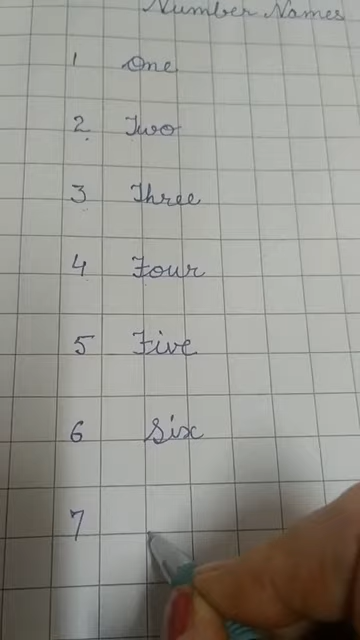 Number Names
1 One
2 Two
3 Three
4 Four
5 Five
6 Six
7